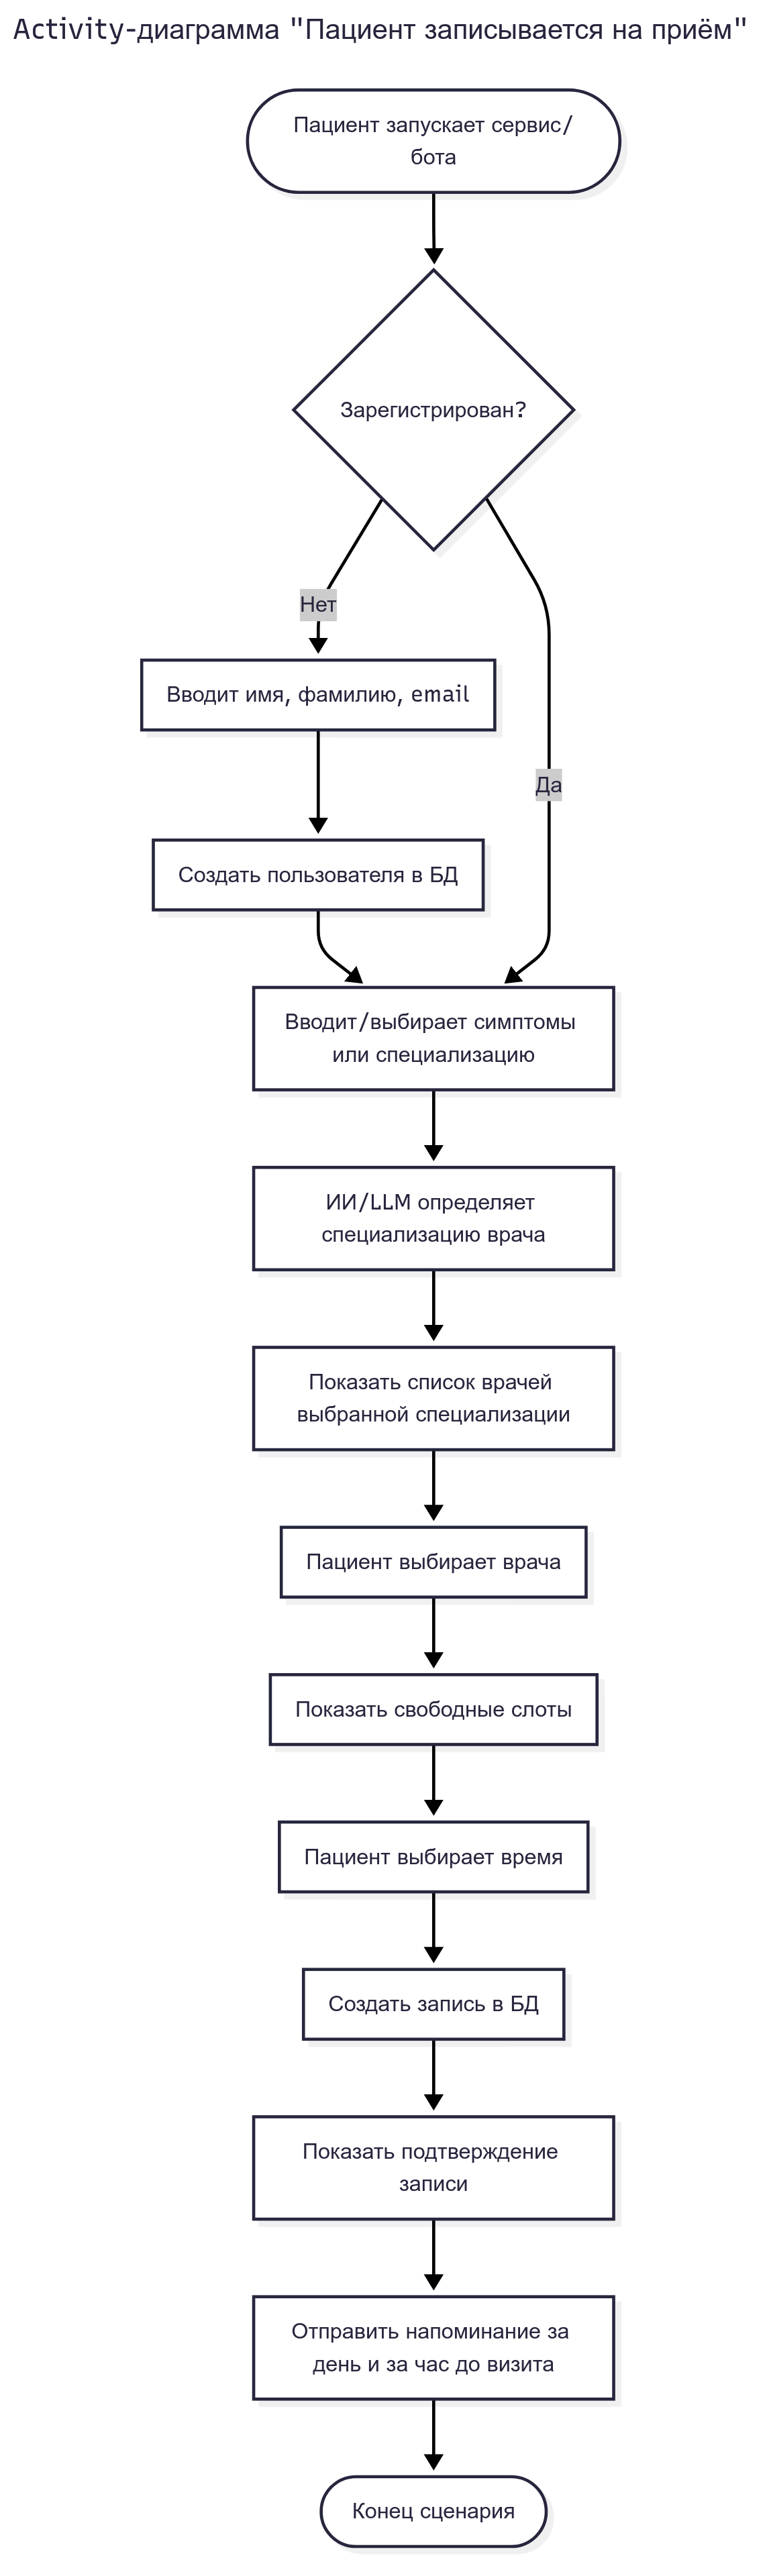 Activity-диаграмма "Пациент записывается на приём"
Пациент запускает сервис/
бота
Зарегистрирован?
Нет
Вводит имя, фамилию, email
Да
Создать пользователя в БД
Вводит/выбирает симптомы
или специализацию
ИИ/LLM определяет
специализацию врача
Показать список врачей
выбранной специализации
Пациент выбирает врача
Показать свободные слоты
Пациент выбирает время
Создать запись в БД
Показать подтверждение
записи
Отправить напоминание за
день и за час до визита
Конец сценария